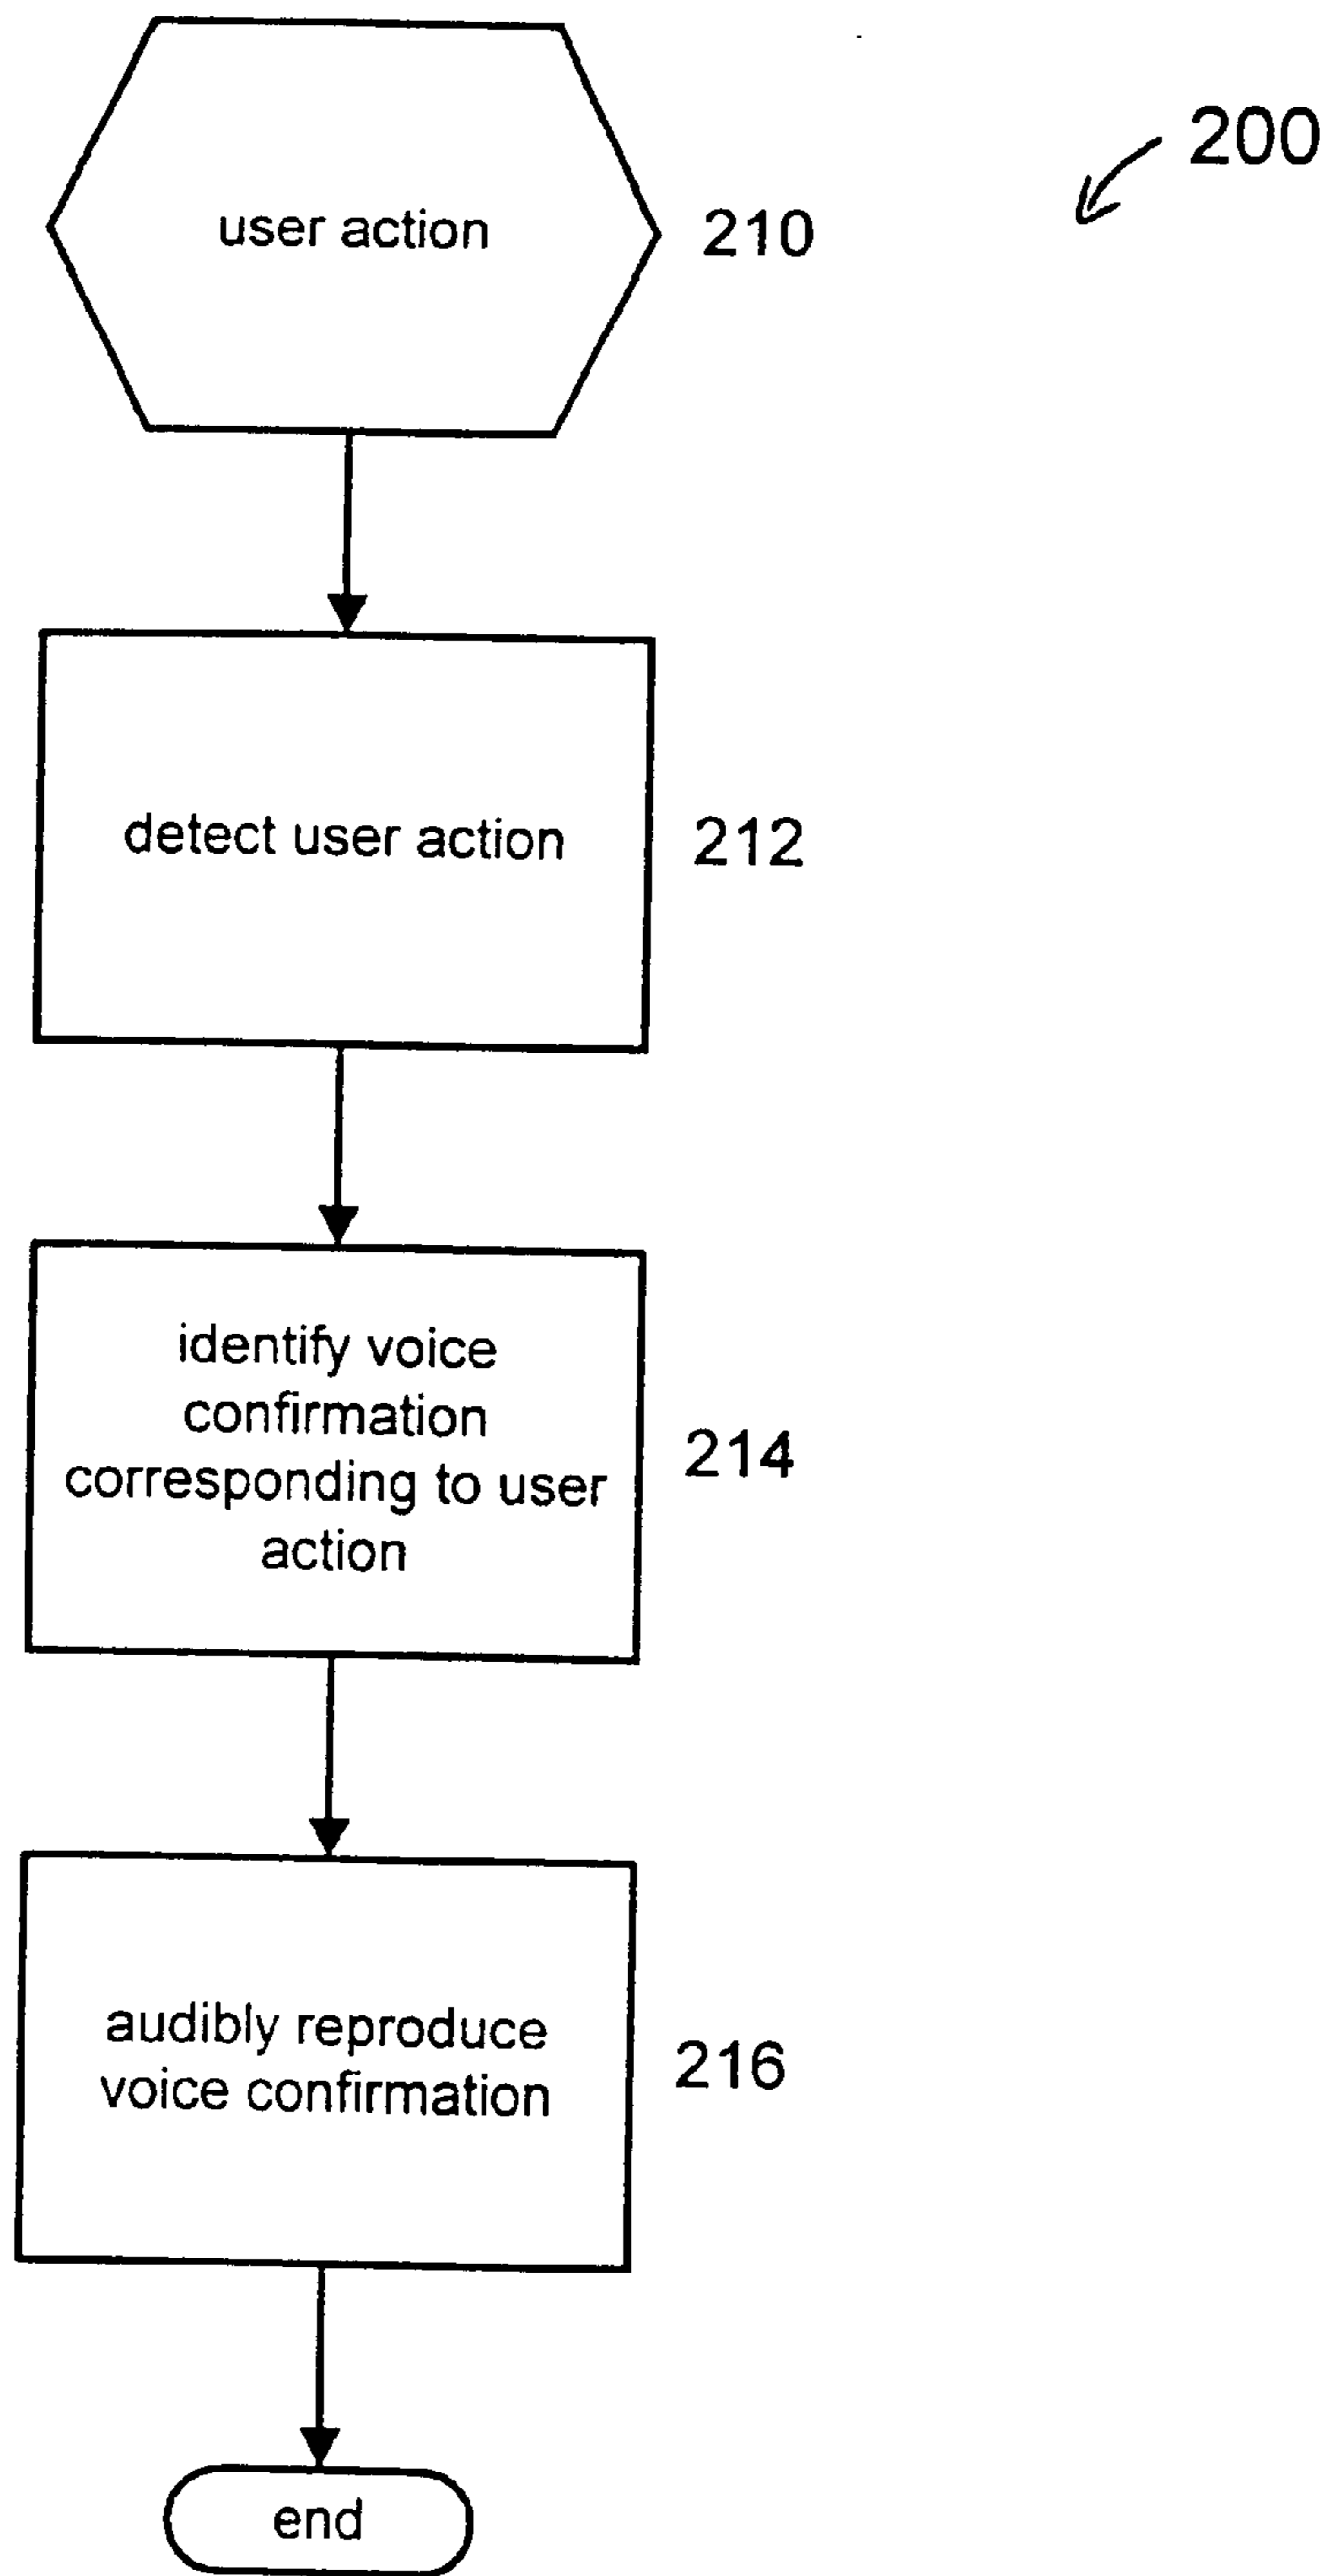 200
user action
210
detect user action
212
identify voice
confirmation
corresponding to user
action
214
audibly reproduce
voice confirmation
216
end